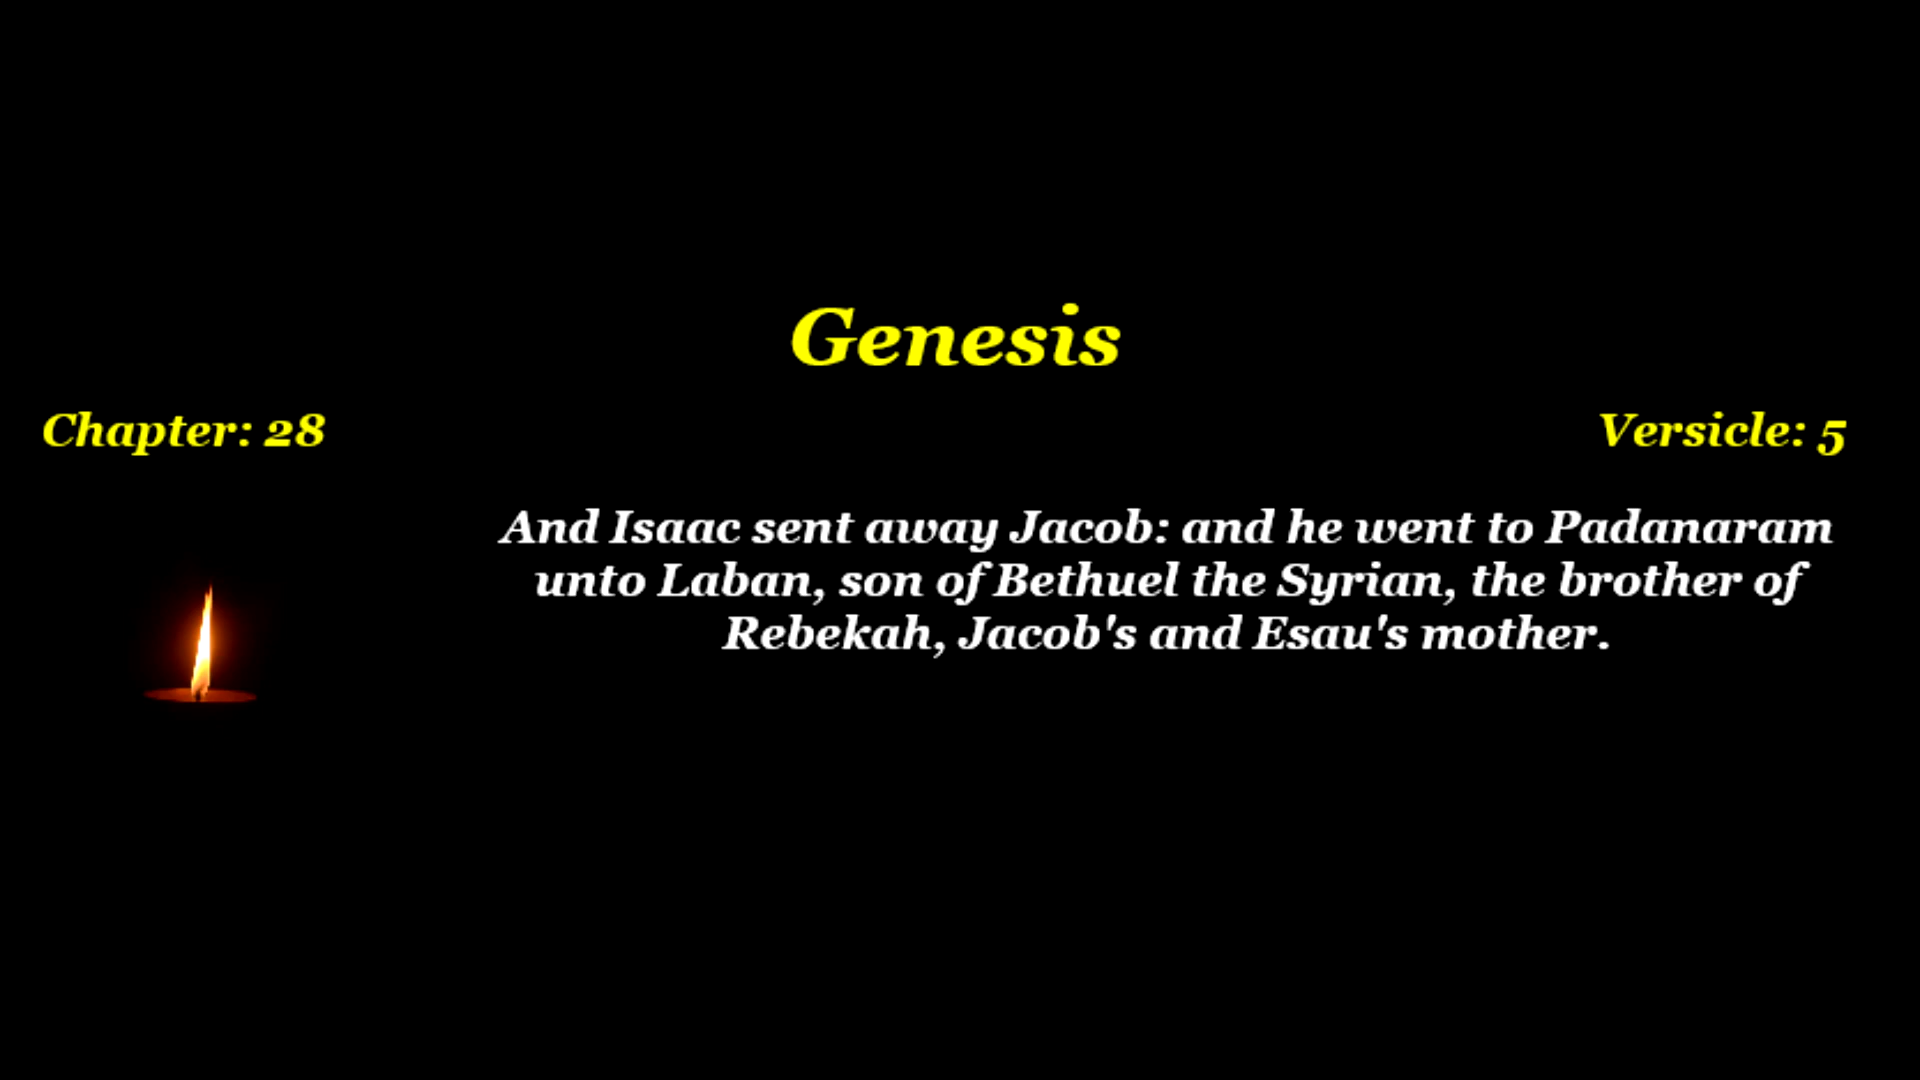 Genesis
Chapter: 28
Versicle: 5
And Isaac sent away Jacob: and he went to Padanaram
unto Laban, son of Bethuel the Syrian, the brother of
Rebekah, Jacob's and Esau's mother.